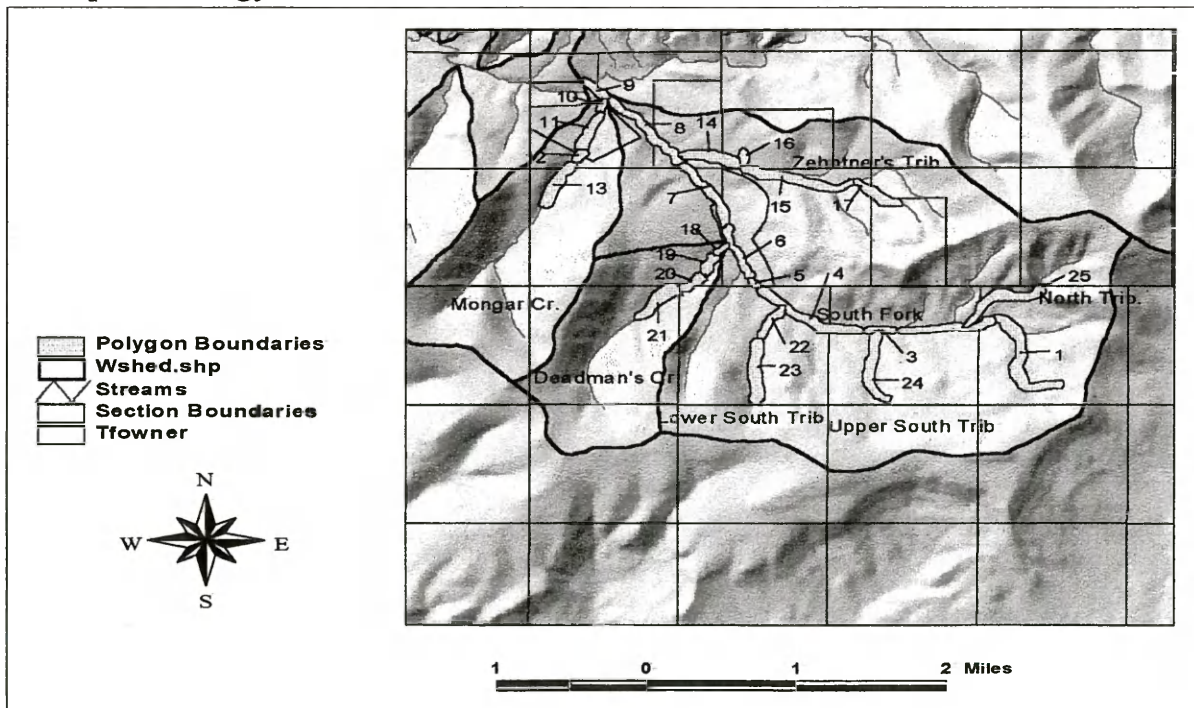 9
10
14
11
8
16
Zehntner's Trib.
2
13
15
1
7
18
6
19
5
4
25
20
North Trib.
Mongar Cr.
South Fork
21
22
3
1
23
24
Deadman's Cr
Lower South Trib
Upper South Trib
Polygon Boundaries
Wshed.shp
Streams
Section Boundaries
Tfowner
N
W E
S
1 0 1 2 Miles